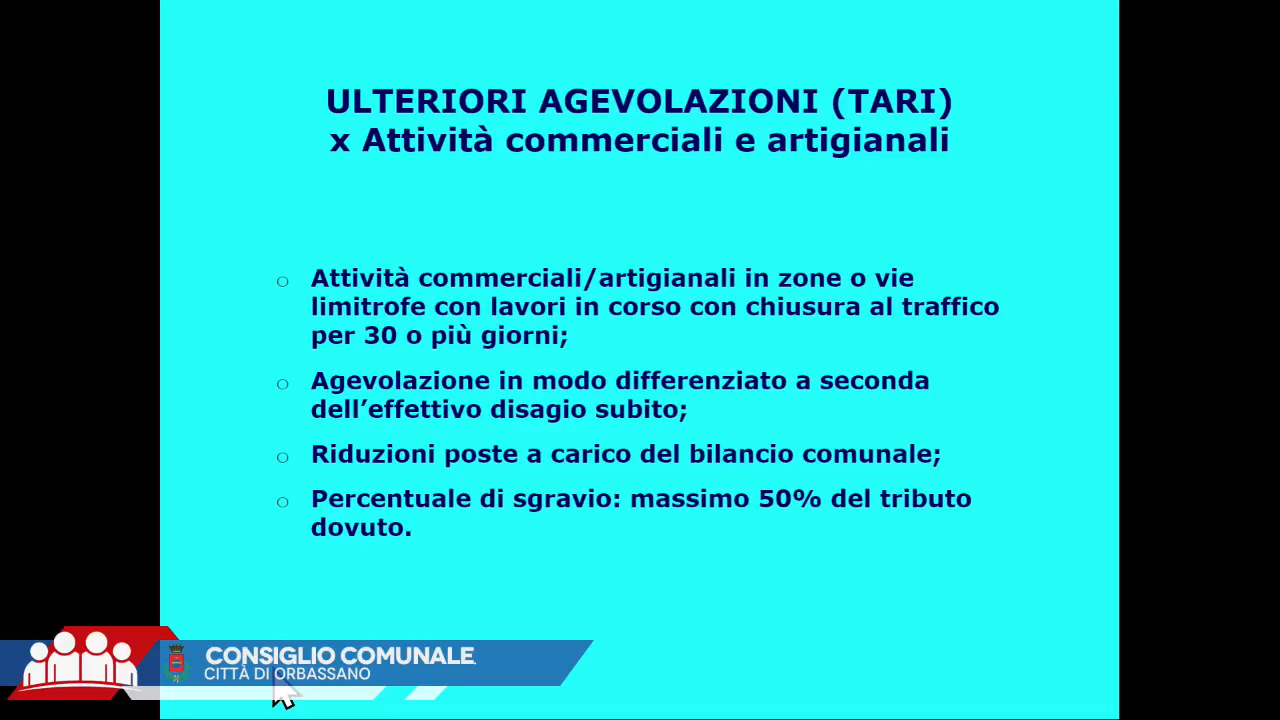 ULTERIORI AGEVOLAZIONI (TARI)
x Attività commerciali e artigianali
Attività commerciali/artigianali in zone o vie
limitrofe con lavori in corso con chiusura al traffico
per 30 o più giorni;
Agevolazione in modo differenziato a seconda
dell’effettivo disagio subito;
Riduzioni poste a carico del bilancio comunale;
Percentuale di sgravio: massimo 50% del tributo
dovuto.
CONSIGLIO COMUNALE
CITTÀ DI ORBASSANO